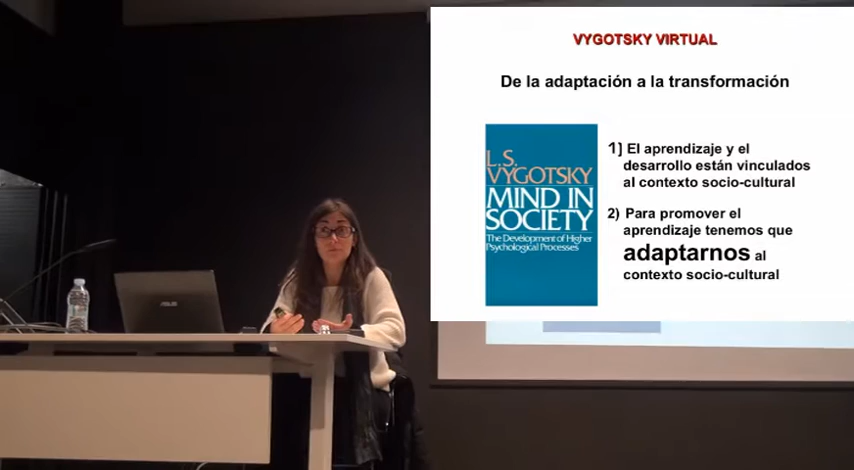 VYGOTSKY VIRTUAL
De la adaptación a la transformación
L.S.
VYGOTSKY
MIND IN
SOCIETY
The Development of Higher
Psychological Processes
1] El aprendizaje y el
desarrollo están vinculados
al contexto socio-cultural
2) Para promover el
aprendizaje tenemos que
adaptarnos al
contexto socio-cultural